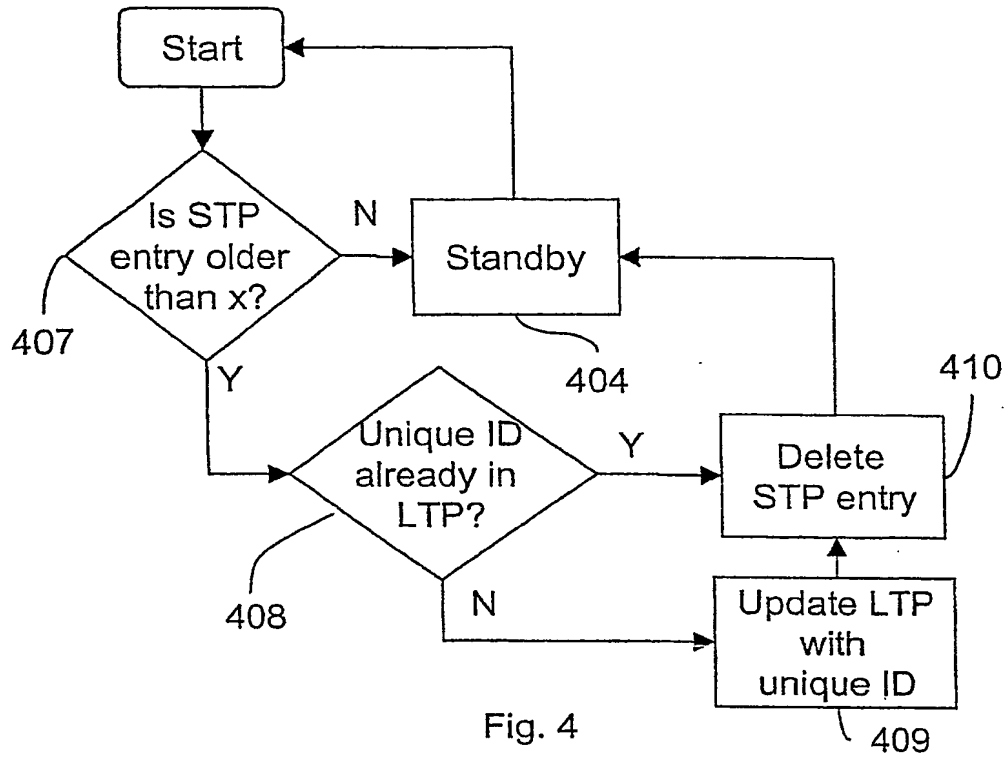 Start
Is STP
entry older
than x?
407
N
Y
Standby
404
Unique ID
already in
LTP?
408
Y
N
Delete
STP entry
410
Update LTP
with
unique ID
409
Fig. 4